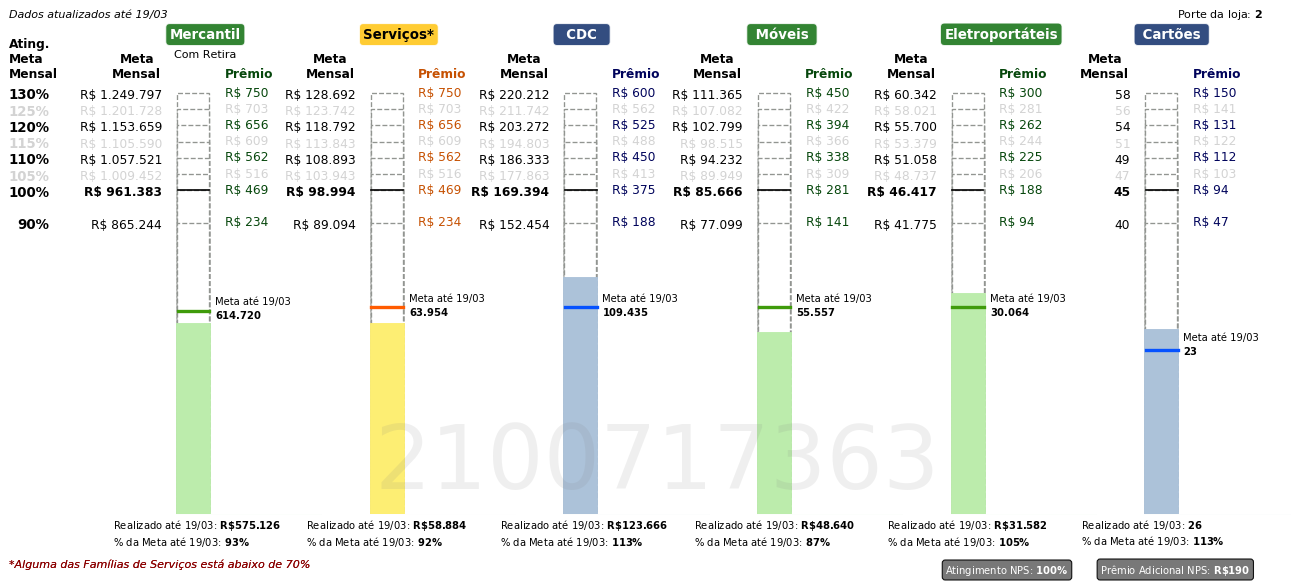 Dados atualizados até 19/03 Porte da loja: 2
Mercantil Serviços* CDC Móveis Eletroportáteis Cartões
Com Retira
Ating. Meta Mensal Meta Mensal Prêmio Meta Mensal Prêmio Meta Mensal Prêmio Meta Mensal Prêmio Meta Mensal Prêmio Meta Mensal Prêmio
130% R$ 1.249.797 R$ 750 R$ 128.692 R$ 750 R$ 220.212 R$ 600 R$ 111.365 R$ 450 R$ 60.342 R$ 300 58 R$ 150
125% R$ 1.201.728 R$ 703 R$ 123.742 R$ 703 R$ 211.742 R$ 562 R$ 107.082 R$ 422 R$ 58.021 R$ 281 56 R$ 141
120% R$ 1.153.659 R$ 656 R$ 118.792 R$ 656 R$ 203.272 R$ 525 R$ 102.799 R$ 394 R$ 55.700 R$ 262 54 R$ 131
115% R$ 1.105.590 R$ 609 R$ 113.843 R$ 609 R$ 194.803 R$ 488 R$ 98.515 R$ 366 R$ 53.379 R$ 244 51 R$ 122
110% R$ 1.057.521 R$ 562 R$ 108.893 R$ 562 R$ 186.333 R$ 450 R$ 94.232 R$ 338 R$ 51.058 R$ 225 49 R$ 112
105% R$ 1.009.452 R$ 516 R$ 103.943 R$ 516 R$ 177.863 R$ 413 R$ 89.949 R$ 309 R$ 48.737 R$ 206 47 R$ 103
100% R$ 961.383 R$ 469 R$ 98.994 R$ 469 R$ 169.394 R$ 375 R$ 85.666 R$ 281 R$ 46.417 R$ 188 45 R$ 94
90% R$ 865.244 R$ 234 R$ 89.094 R$ 234 R$ 152.454 R$ 188 R$ 77.099 R$ 141 R$ 41.775 R$ 94 40 R$ 47
Meta até 19/03 Meta até 19/03 Meta até 19/03 Meta até 19/03 Meta até 19/03 Meta até 19/03
614.720 63.954 109.435 55.557 30.064 23
2100717363
Realizado até 19/03: R$575.126 Realizado até 19/03: R$58.884 Realizado até 19/03: R$123.666 Realizado até 19/03: R$48.640 Realizado até 19/03: R$31.582 Realizado até 19/03: 26
% da Meta até 19/03: 93% % da Meta até 19/03: 92% % da Meta até 19/03: 113% % da Meta até 19/03: 87% % da Meta até 19/03: 105% % da Meta até 19/03: 113%
*Alguma das Famílias de Serviços está abaixo de 70% Atingimento NPS: 100% Prêmio Adicional NPS: R$190